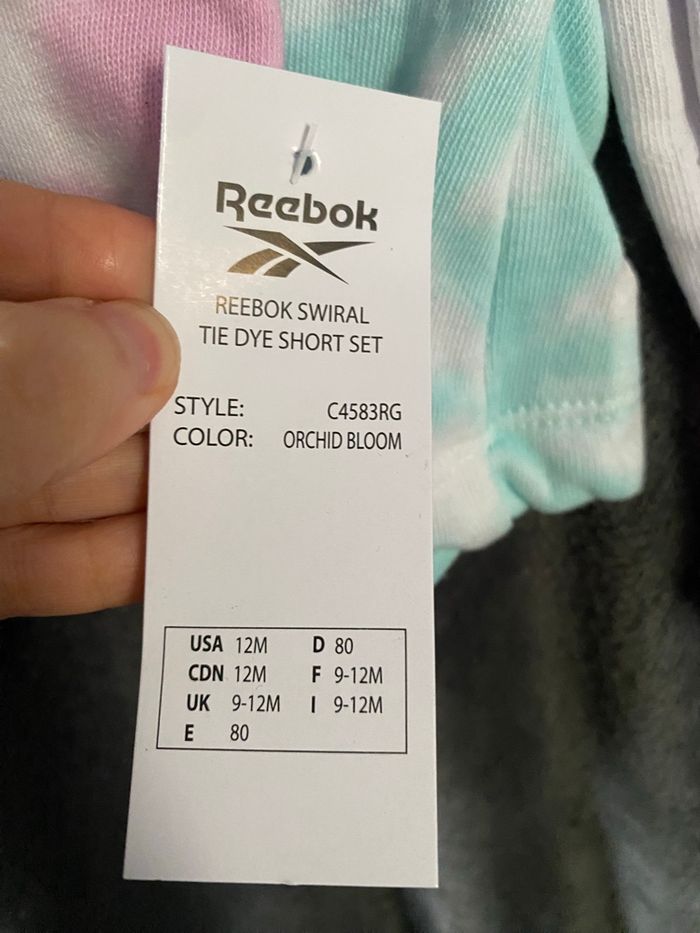 Reebok
REEBOK SWIRAL
TIE DYE SHORT SET
STYLE: C4583RG
COLOR: ORCHID BLOOM
USA 12M D 80
CDN 12M F 9-12M
UK 9-12M I 9-12M
E 80